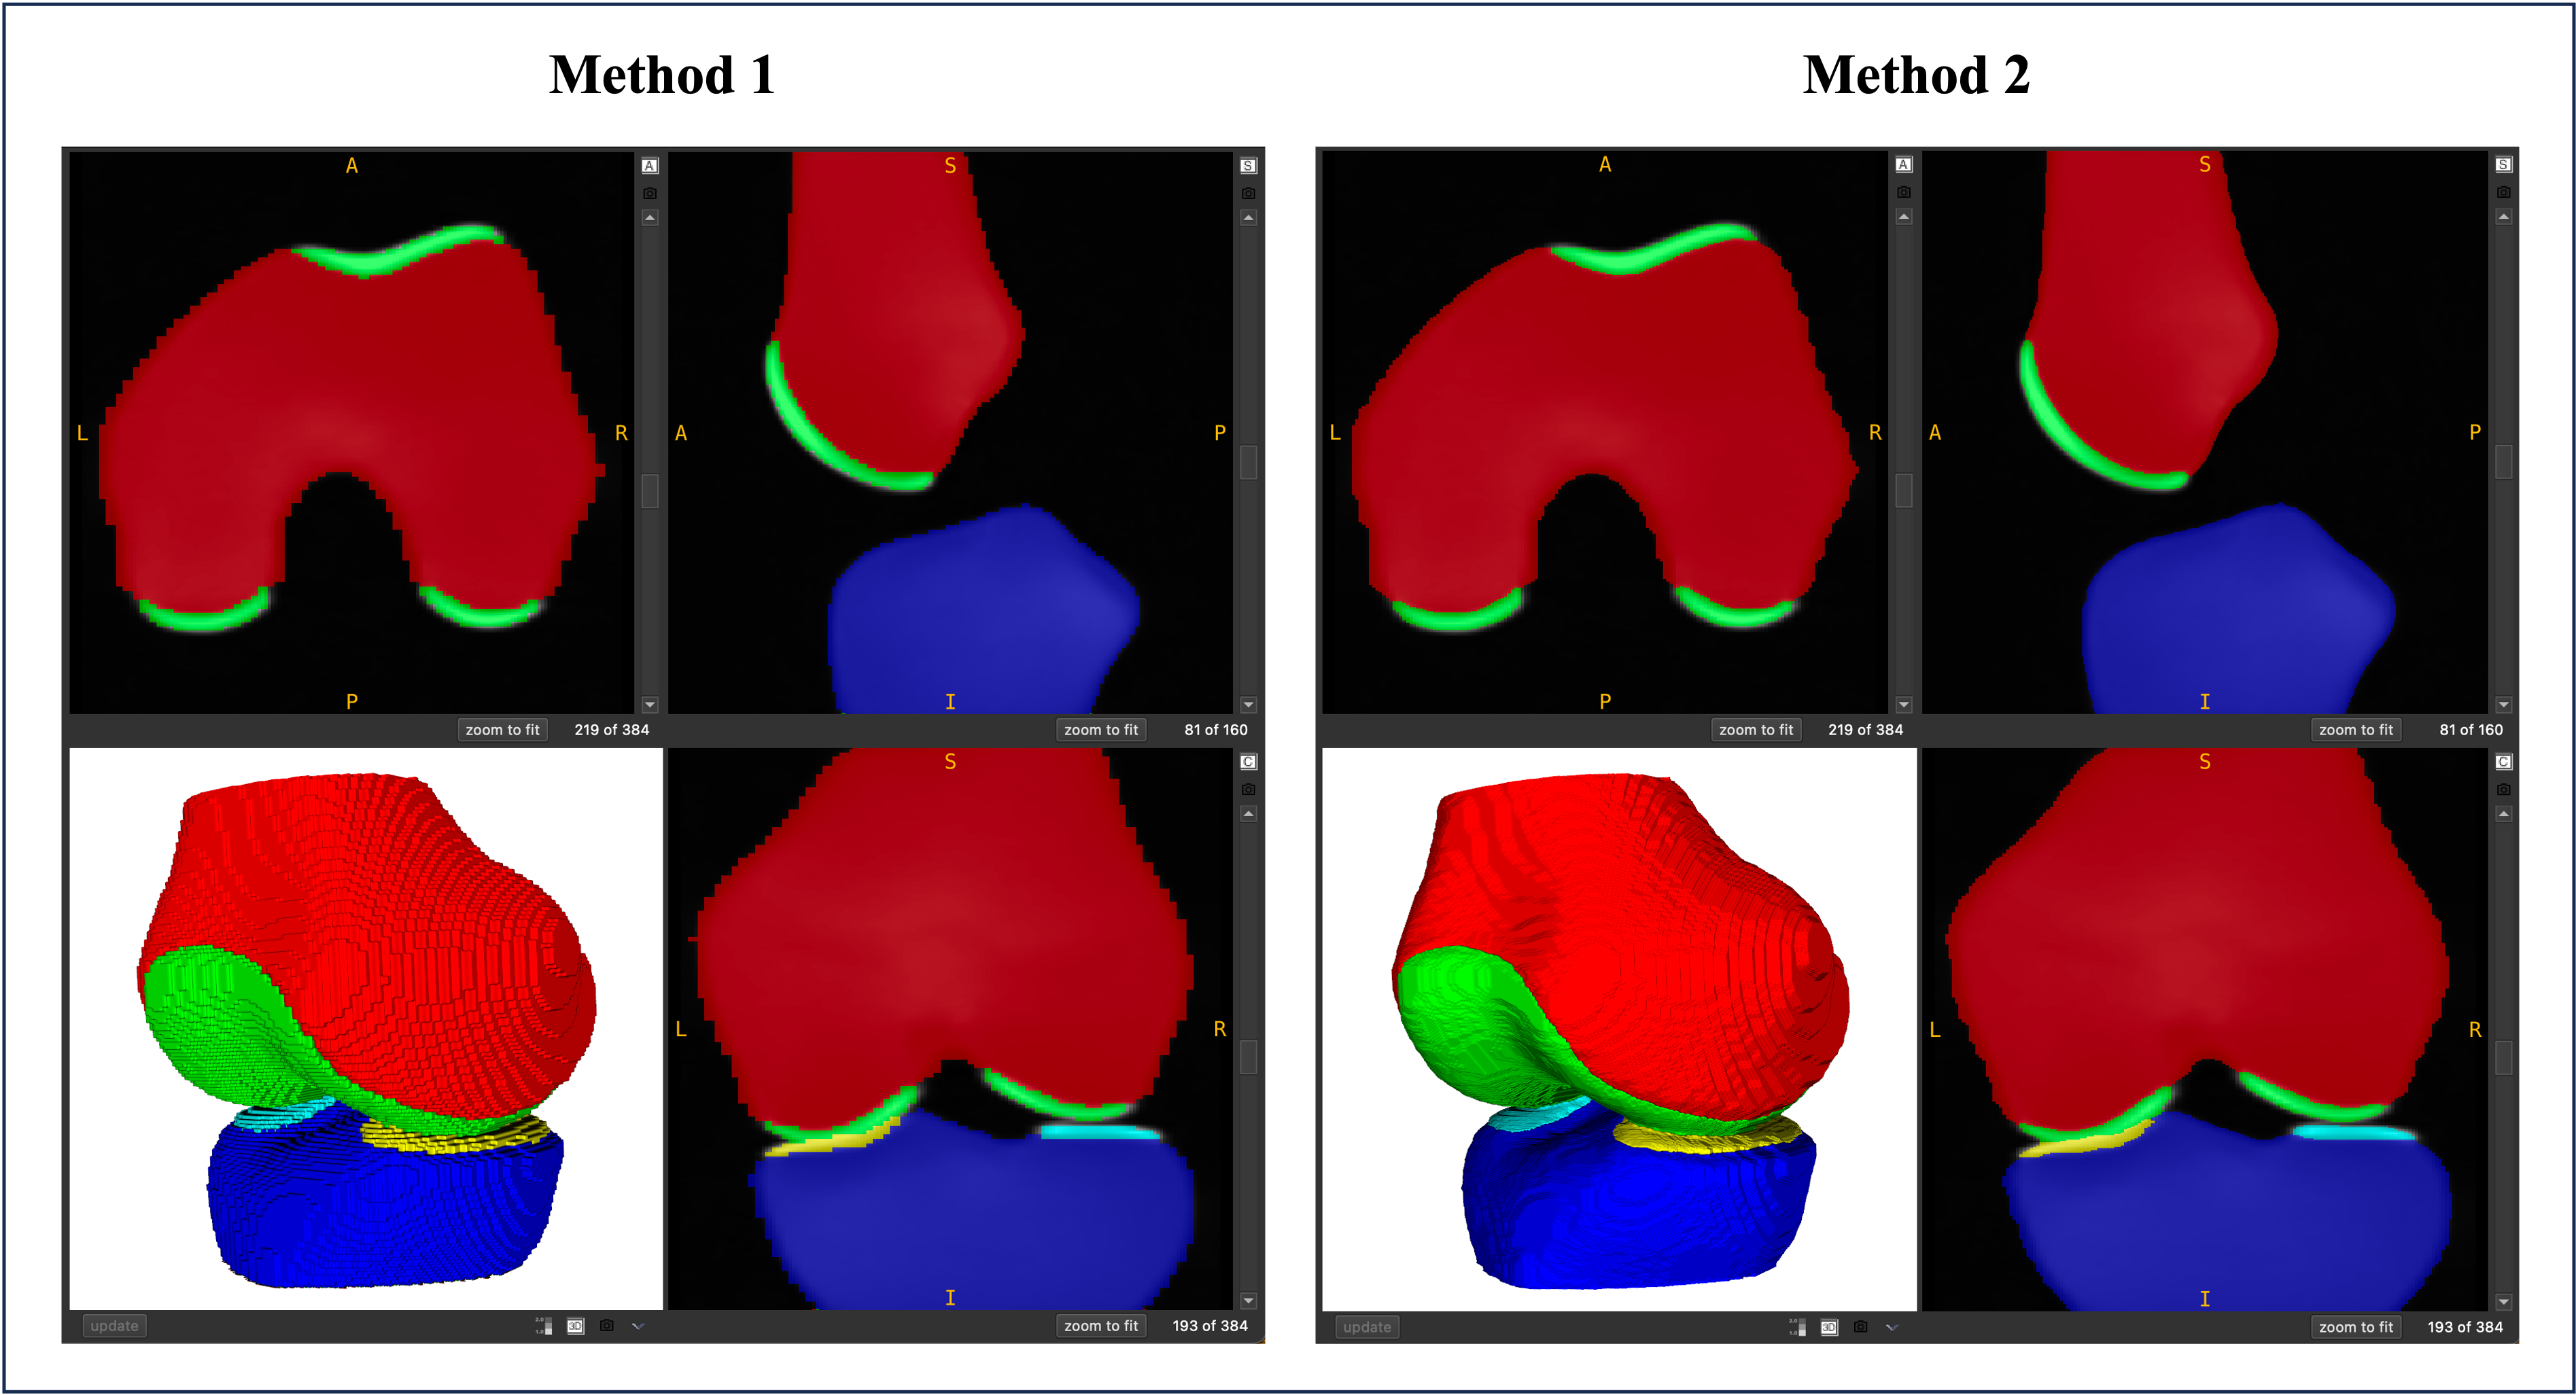 Method 1
Method 2
A
A
S
S
L
R
A
P
P
I
zoom to fit
219 of 384
zoom to fit
81 of 160
C
S
L
R
I
update
3D
zoom to fit
193 of 384
A
A
S
S
L
R
A
P
P
I
zoom to fit
219 of 384
zoom to fit
81 of 160
C
S
L
R
I
update
3D
zoom to fit
193 of 384